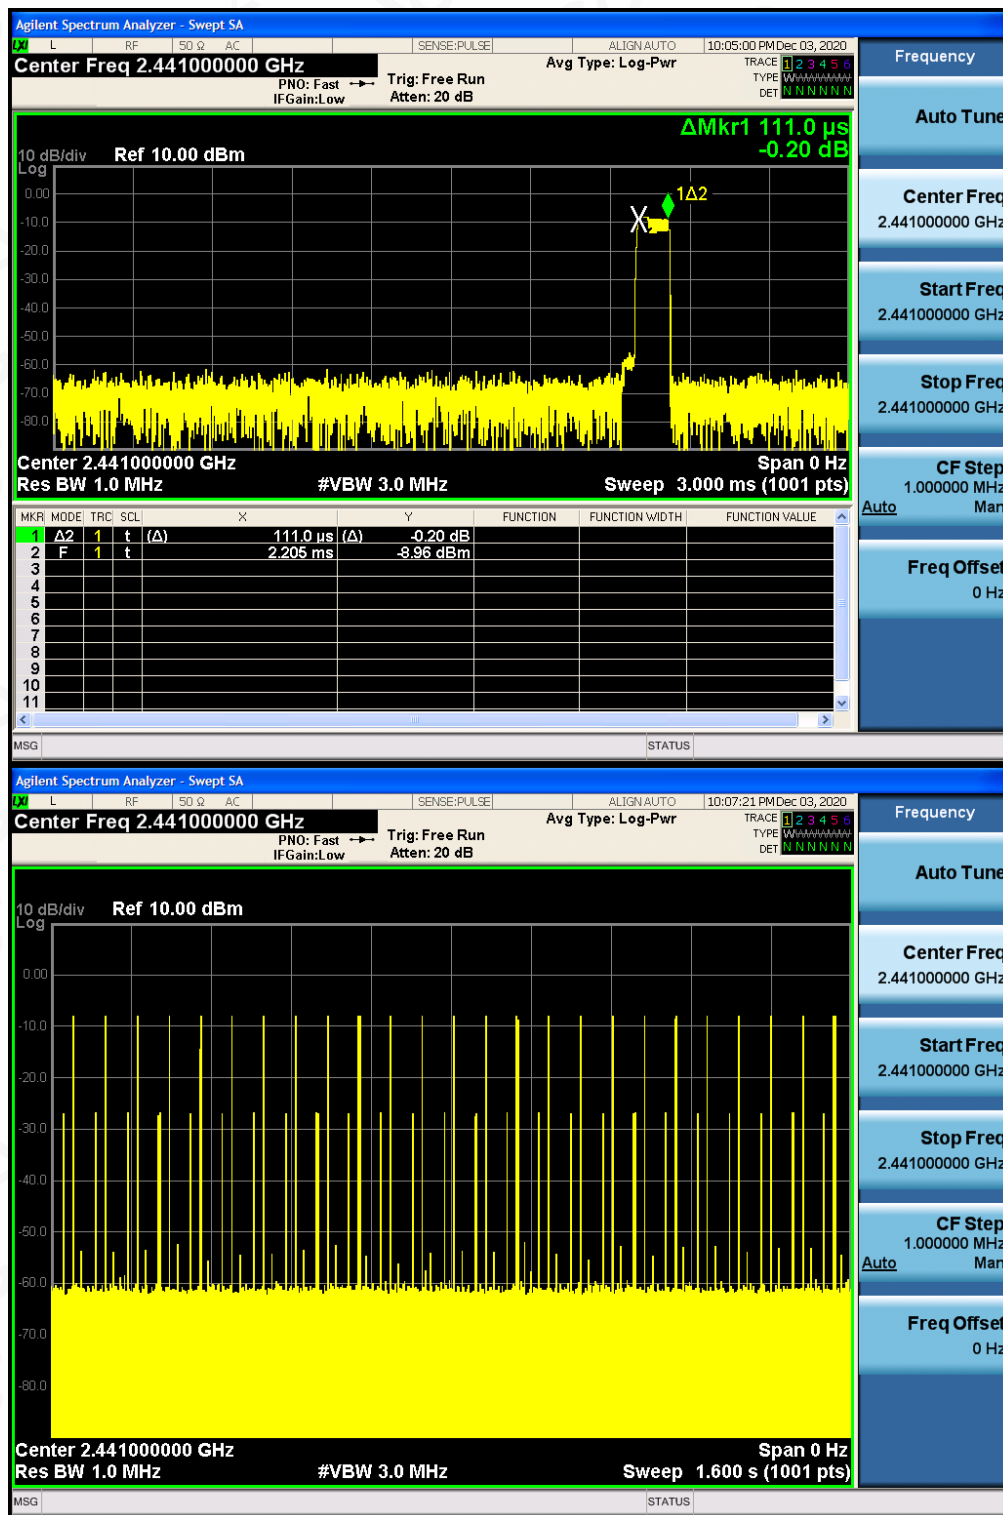 Agilent Spectrum Analyzer - Swept SA
LXI L RF 50 Ω AC SENSE:PULSE ALIGN AUTO 10:05:00 PM Dec 03, 2020
Center Freq 2.441000000 GHz Avg Type: Log-Pwr TRACE 1 2 3 4 5 6
PNO: Fast Trig: Free Run TYPE
IFGain:Low Atten: 20 dB DET N N N N N N
Frequency
Auto Tune
Center Freq
2.441000000 GHz
Start Freq
2.441000000 GHz
Stop Freq
2.441000000 GHz
CF Step
1.000000 MHz
Auto Man
Freq Offset
0 Hz
ΔMkr1 111.0 µs
-0.20 dB
10 dB/div Ref 10.00 dBm
Log
0.00
-10.0
-20.0
-30.0
-40.0
-50.0
-60.0
-70.0
-80.0
X 1Δ2
Center 2.441000000 GHz Span 0 Hz
Res BW 1.0 MHz #VBW 3.0 MHz Sweep 3.000 ms (1001 pts)
MKR MODE TRC SCL X Y FUNCTION FUNCTION WIDTH FUNCTION VALUE
1 Δ2 1 t (Δ) 111.0 µs (Δ) -0.20 dB
2 F 1 t 2.205 ms -8.96 dBm
3
4
5
6
7
8
9
10
11
MSG STATUS
Agilent Spectrum Analyzer - Swept SA
LXI L RF 50 Ω AC SENSE:PULSE ALIGN AUTO 10:07:21 PM Dec 03, 2020
Center Freq 2.441000000 GHz Avg Type: Log-Pwr TRACE 1 2 3 4 5 6
PNO: Fast Trig: Free Run TYPE
IFGain:Low Atten: 20 dB DET N N N N N N
Frequency
Auto Tune
Center Freq
2.441000000 GHz
Start Freq
2.441000000 GHz
Stop Freq
2.441000000 GHz
CF Step
1.000000 MHz
Auto Man
Freq Offset
0 Hz
10 dB/div Ref 10.00 dBm
Log
0.00
-10.0
-20.0
-30.0
-40.0
-50.0
-60.0
-70.0
-80.0
Center 2.441000000 GHz Span 0 Hz
Res BW 1.0 MHz #VBW 3.0 MHz Sweep 1.600 s (1001 pts)
MSG STATUS